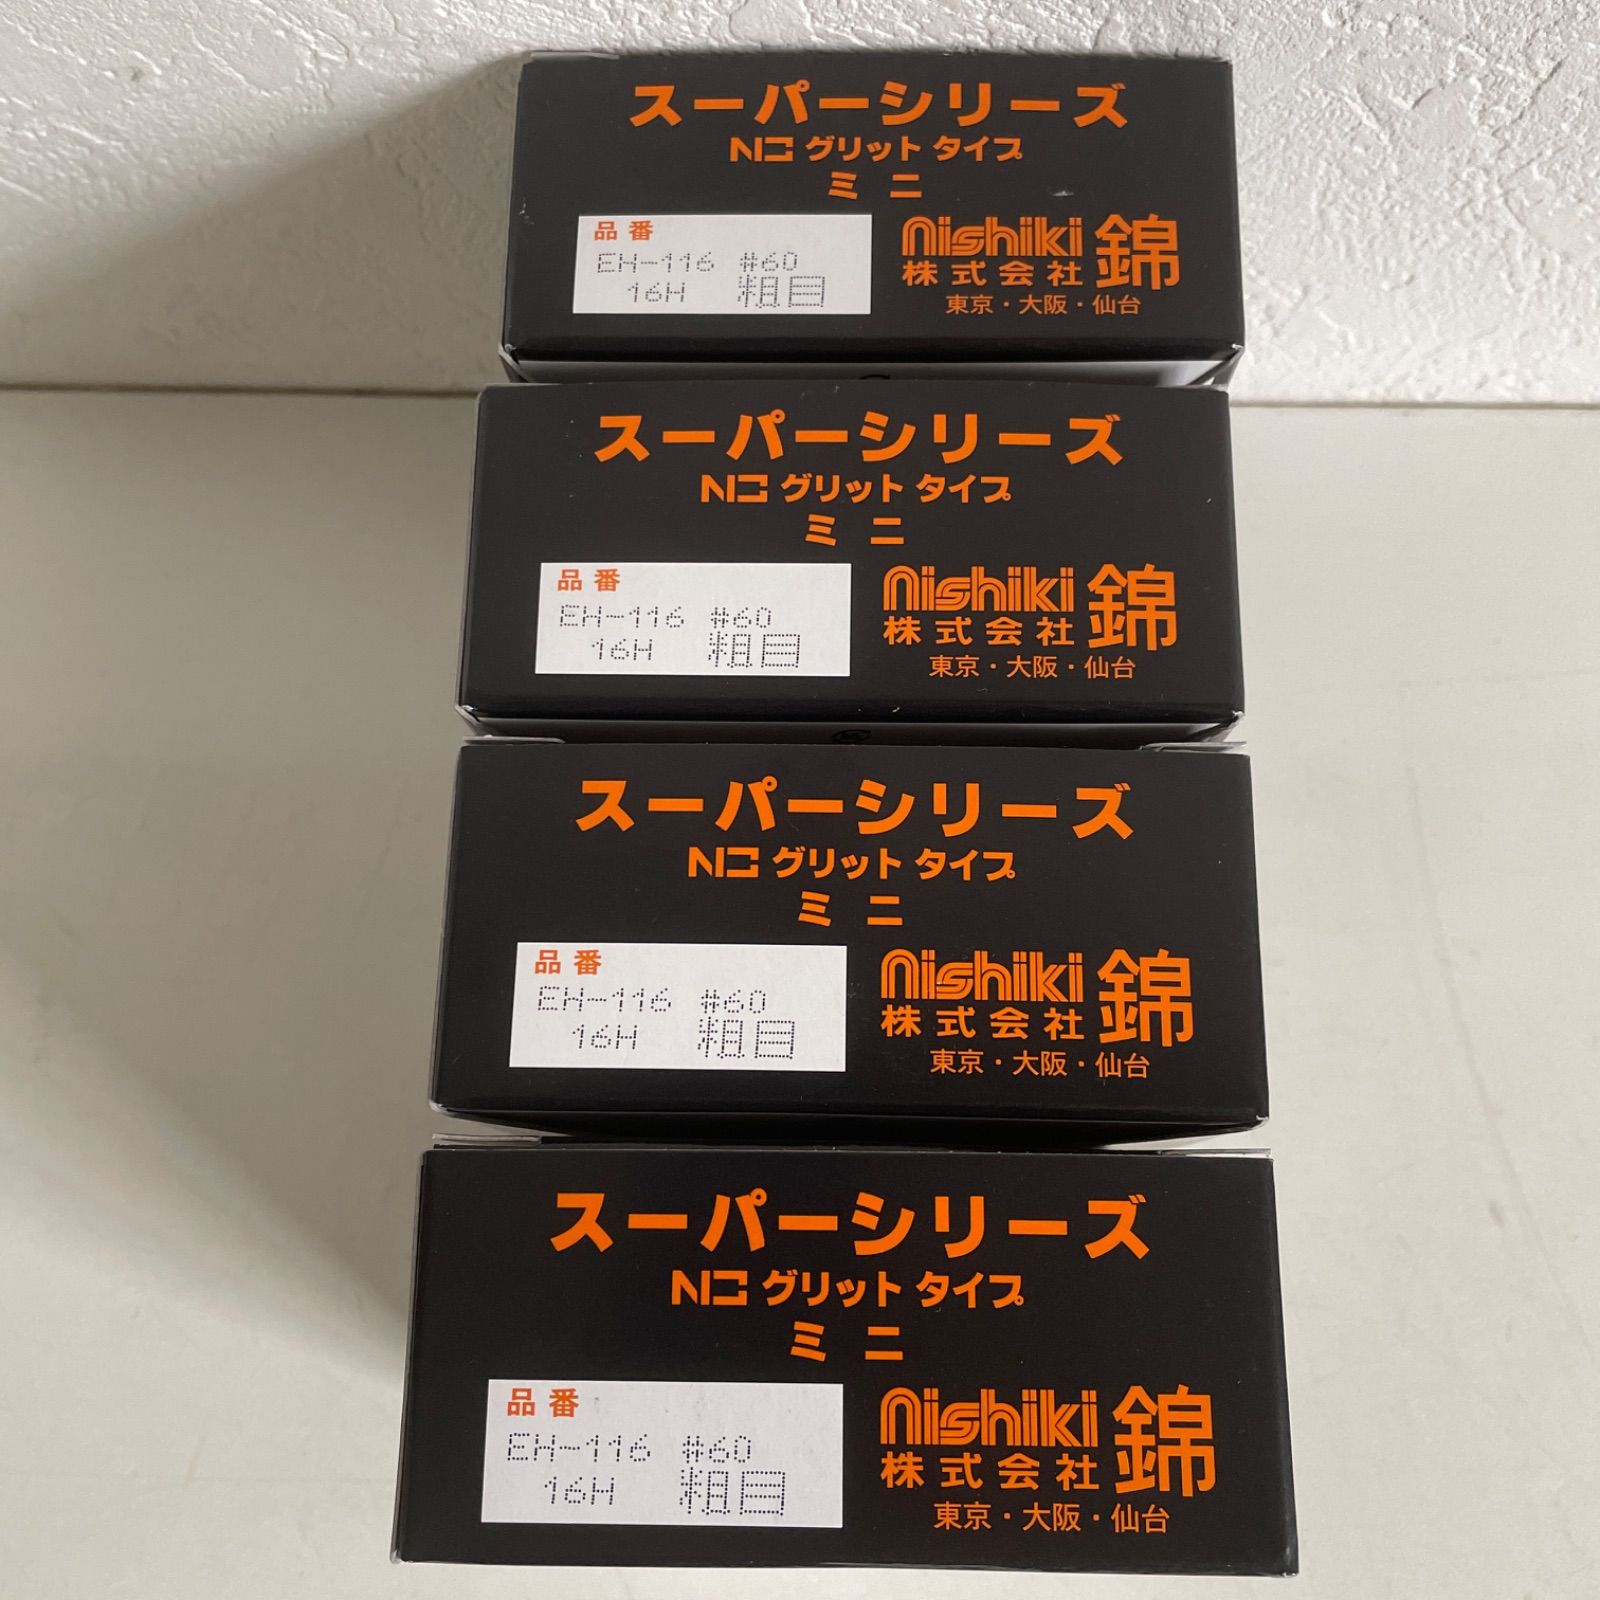 スーパーシリーズ
NC グリット タイプ
ミニ
品番
EH-116 #60
16H 粗目
nishiki 錦
株式会社
東京・大阪・仙台
スーパーシリーズ
NC グリット タイプ
ミニ
品番
EH-116 #60
16H 粗目
nishiki 錦
株式会社
東京・大阪・仙台
スーパーシリーズ
NC グリット タイプ
ミニ
品番
EH-116 #60
16H 粗目
nishiki 錦
株式会社
東京・大阪・仙台
スーパーシリーズ
NC グリット タイプ
ミニ
品番
EH-116 #60
16H 粗目
nishiki 錦
株式会社
東京・大阪・仙台